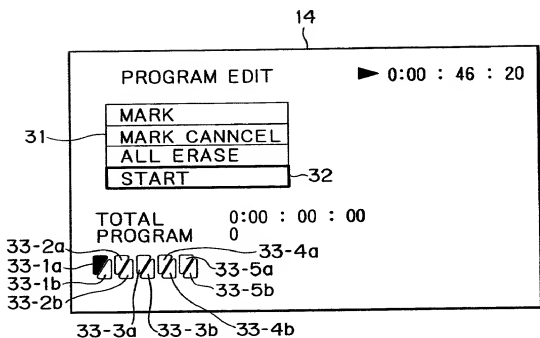 14
PROGRAM EDIT ► 0:00 : 46 : 20
MARK
31 MARK CANNCEL
ALL ERASE
START 32
TOTAL 0:00 : 00 : 00
PROGRAM 0
33-2a 33-4a
33-1a 33-5a
33-1b 33-5b
33-2b
33-3a 33-3b 33-4b